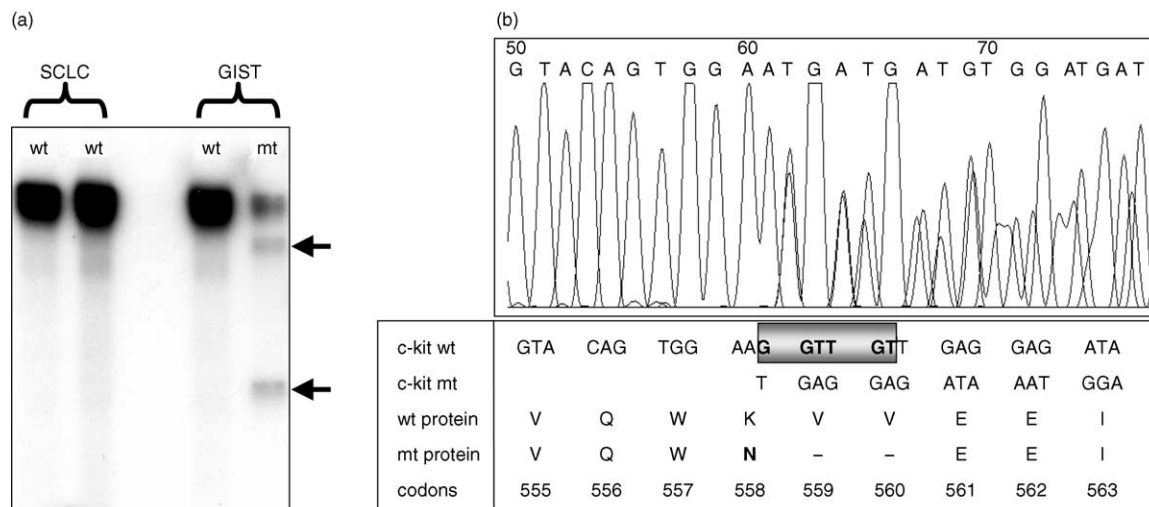 (a)
SCLC GIST
wt wt wt mt
(b)
50 60 70
G T A C A G T G G A A T G A T G A T G T G G A T G A T
c-kit wt GTA CAG TGG AAG GTT GTT GAG GAG ATA
c-kit mt T GAG GAG ATA AAT GGA
wt protein V Q W K V V E E I
mt protein V Q W N – – E E I
codons 555 556 557 558 559 560 561 562 563